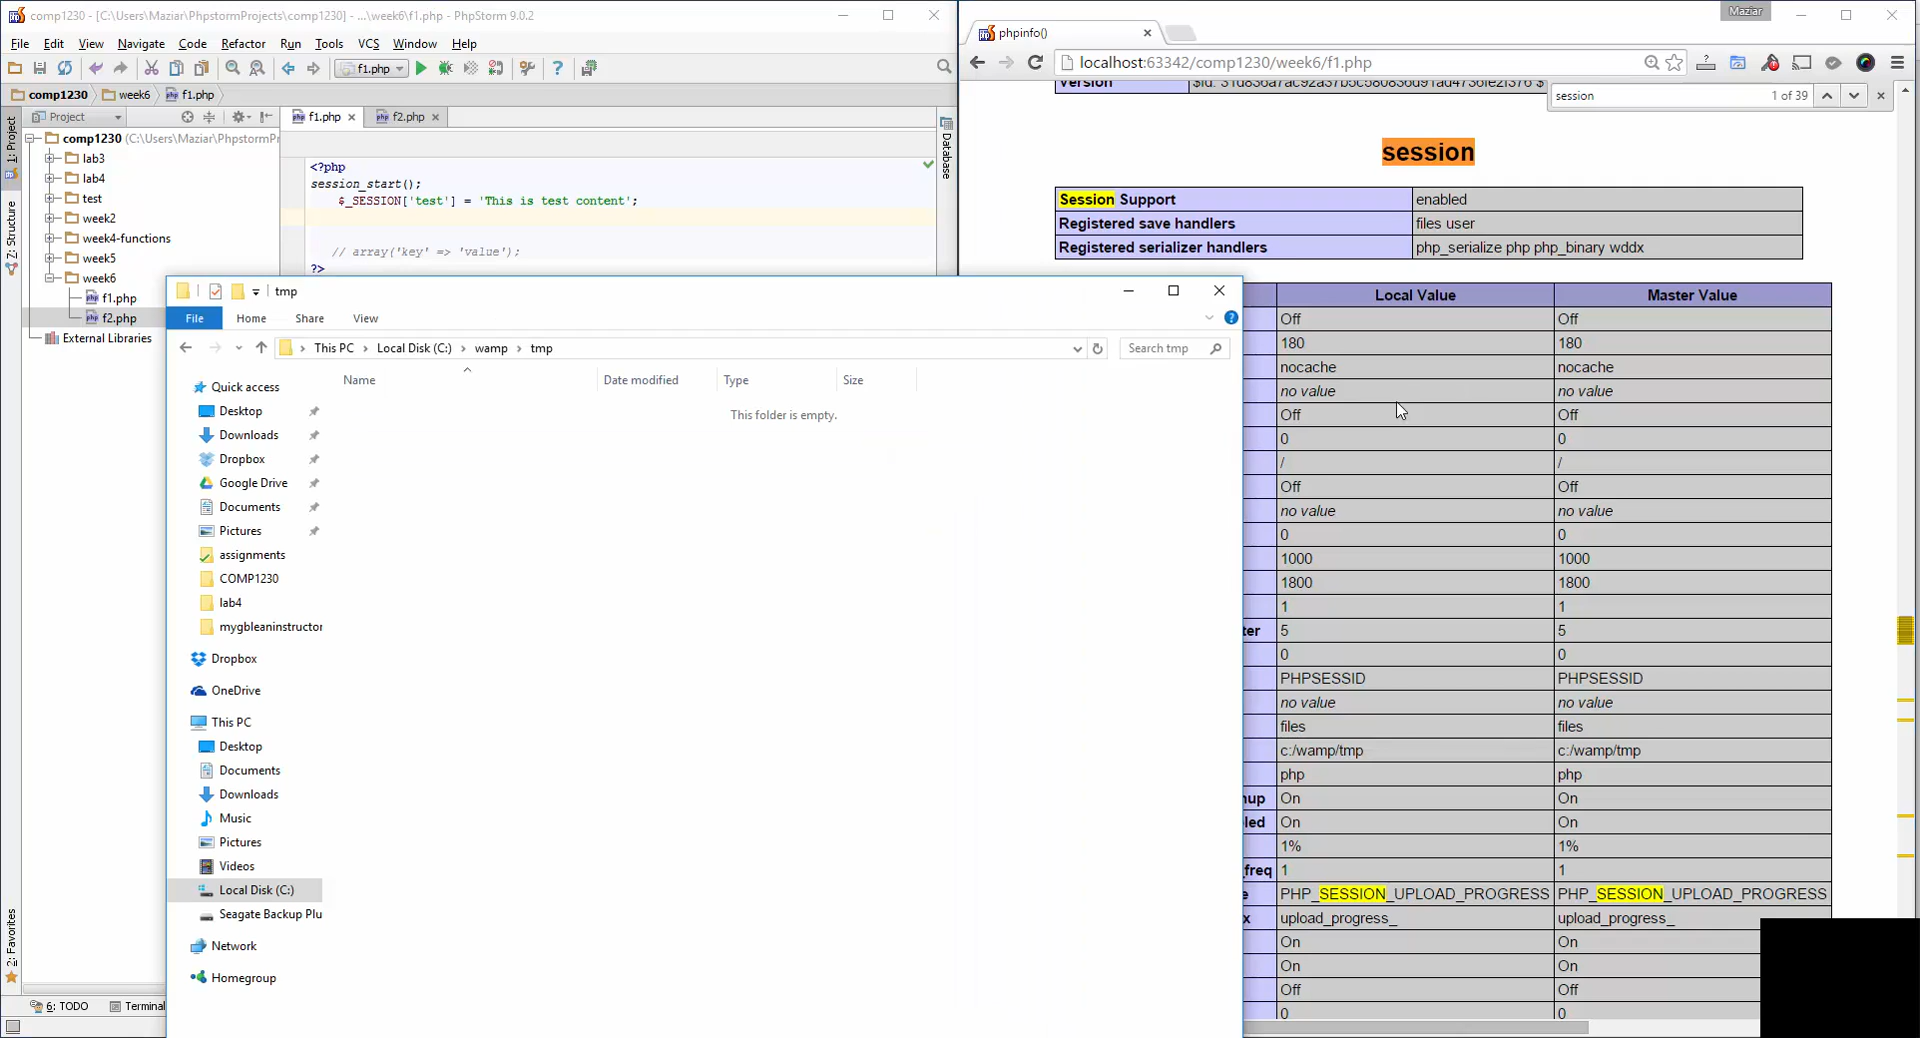 comp1230 - [C:\Users\Maziar\PhpstormProjects\comp1230] - ...\week6\f1.php - PhpStorm 9.0.2
File Edit View Navigate Code Refactor Run Tools VCS Window Help
f1.php
comp1230 week6 f1.php
Project
f1.php f2.php
1: Project
Z: Structure
2: Favorites
Database
comp1230 (C:\Users\Maziar\PhpstormPr
lab3
lab4
test
week2
week4-functions
week5
week6
f1.php
f2.php
External Libraries
<?php
session_start();
$_SESSION['test'] = 'This is test content';
// array('key' => 'value');
?>
6: TODO Terminal
tmp
File Home Share View
This PC Local Disk (C:) wamp tmp
Search tmp
Name Date modified Type Size
This folder is empty.
Quick access
Desktop
Downloads
Dropbox
Google Drive
Documents
Pictures
assignments
COMP1230
lab4
mygbleaninstructor
Dropbox
OneDrive
This PC
Desktop
Documents
Downloads
Music
Pictures
Videos
Local Disk (C:)
Seagate Backup Plu
Network
Homegroup
Maziar
phpinfo()
localhost:63342/comp1230/week6/f1.php
session 1 of 39
Version
session
Session Support enabled
Registered save handlers files user
Registered serializer handlers php_serialize php php_binary wddx
Local Value Master Value
Off Off
180 180
nocache nocache
no value no value
Off Off
0 0
/ /
Off Off
no value no value
0 0
1000 1000
1800 1800
1 1
ter 5 5
0 0
PHPSESSID PHPSESSID
no value no value
files files
c:/wamp/tmp c:/wamp/tmp
php php
nup On On
led On On
1% 1%
_freq 1 1
e PHP_SESSION_UPLOAD_PROGRESS PHP_SESSION_UPLOAD_PROGRESS
x upload_progress_ upload_progress_
On On
On On
Off Off
0 0